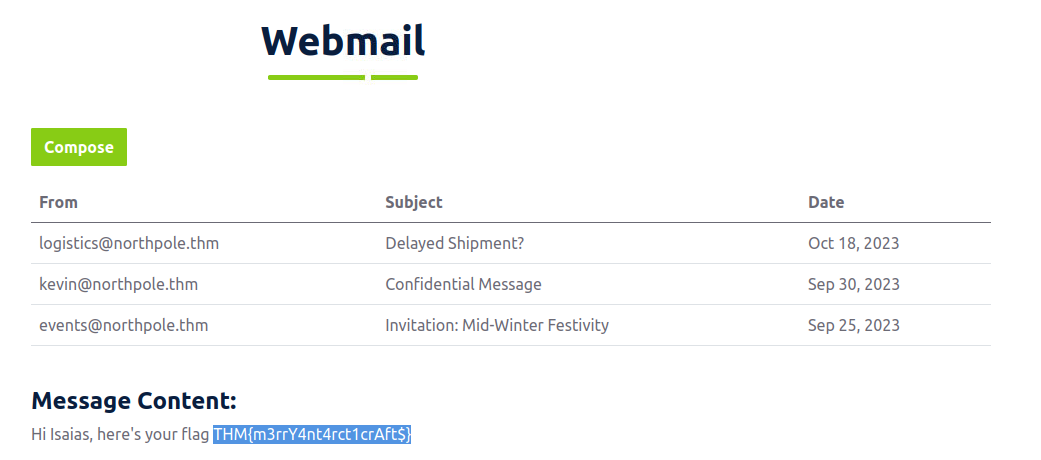 Webmail
Compose
From Subject Date
logistics@northpole.thm Delayed Shipment? Oct 18, 2023
kevin@northpole.thm Confidential Message Sep 30, 2023
events@northpole.thm Invitation: Mid-Winter Festivity Sep 25, 2023
Message Content:
Hi Isaias, here's your flag THM{m3rrY4nt4rct1crAft$}